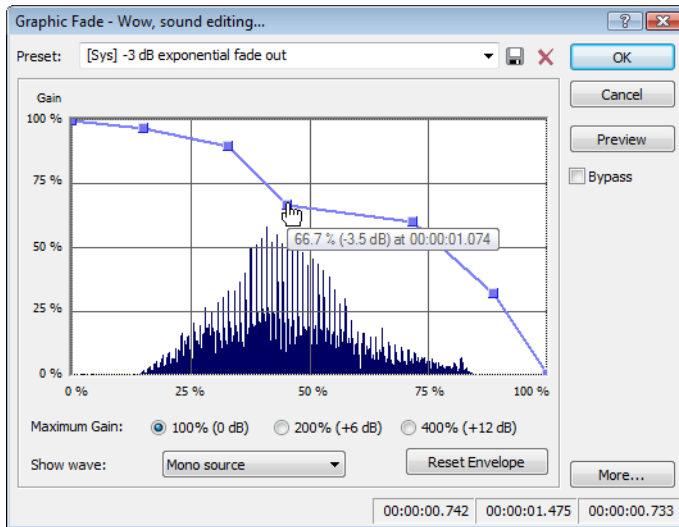 Graphic Fade - Wow, sound editing...
Preset: [Sys] -3 dB exponential fade out
OK
Cancel
Preview
Bypass
Gain
100 %
75 %
50 %
25 %
0 %
66.7 % (-3.5 dB) at 00:00:01.074
0 % 25 % 50 % 75 % 100 %
Maximum Gain: 100% (0 dB) 200% (+6 dB) 400% (+12 dB)
Show wave: Mono source Reset Envelope
More...
00:00:00.742 00:00:01.475 00:00:00.733